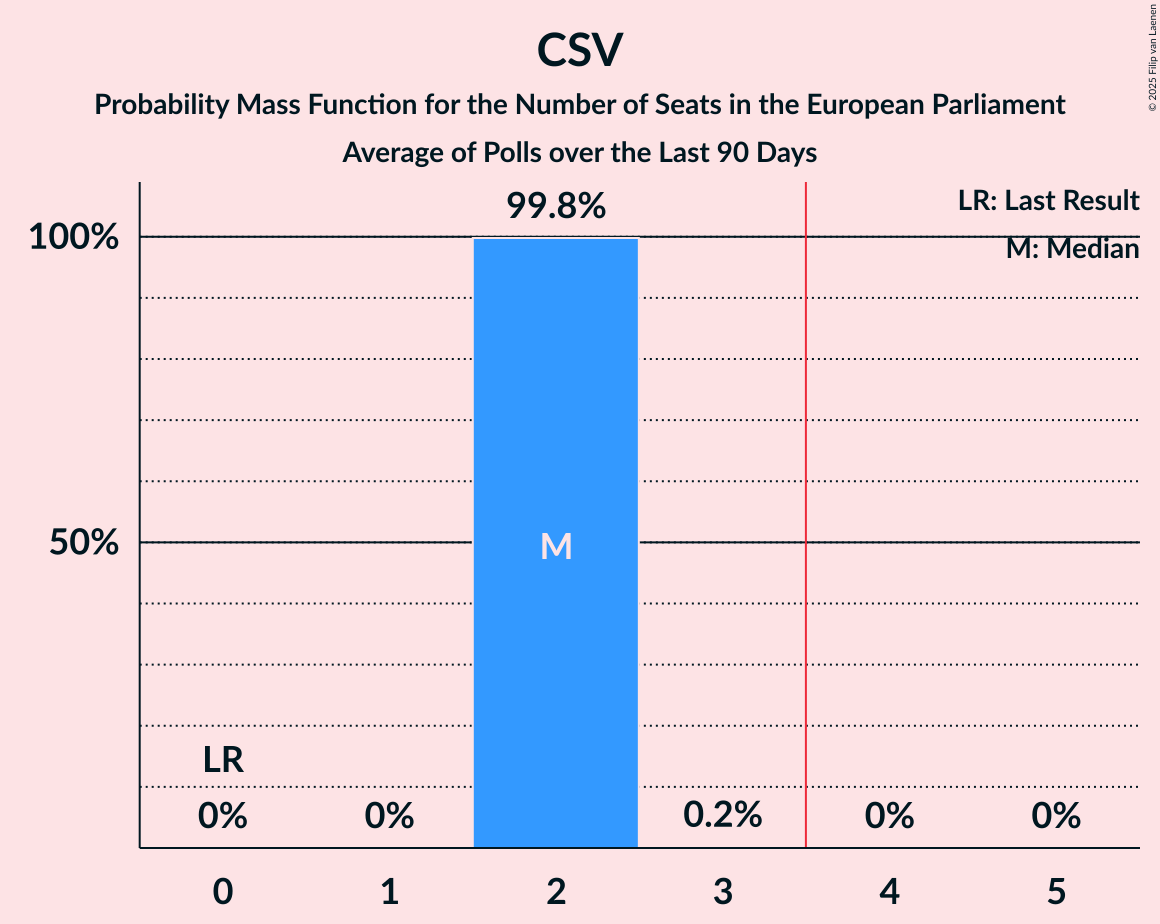 CSV
Probability Mass Function for the Number of Seats in the European Parliament
Average of Polls over the Last 90 Days
© 2025 Filip van Laenen
LR: Last Result
M: Median
99.8%
100%
50%
M
LR
0%
0%
0.2%
0%
0%
0
1
2
3
4
5